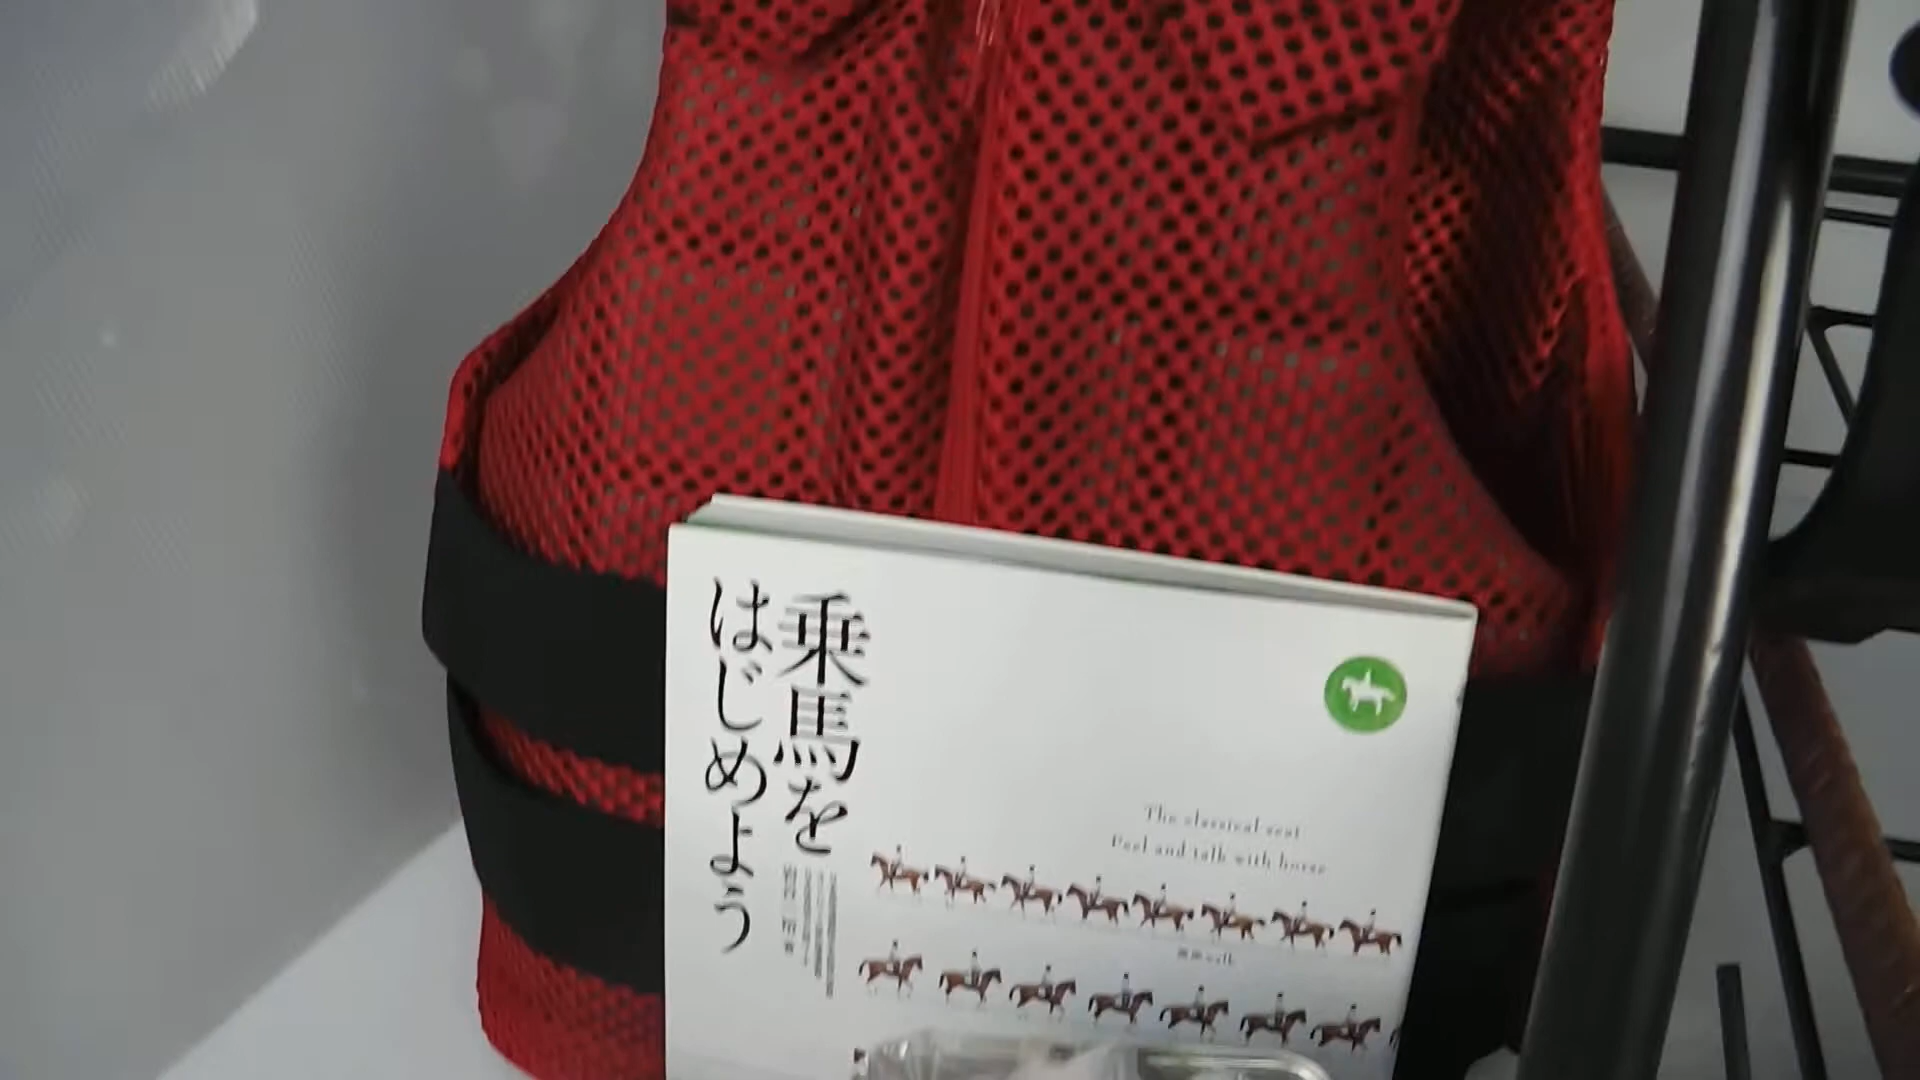 乗馬を
はじめよう
The classical seat
Feel and talk with horse